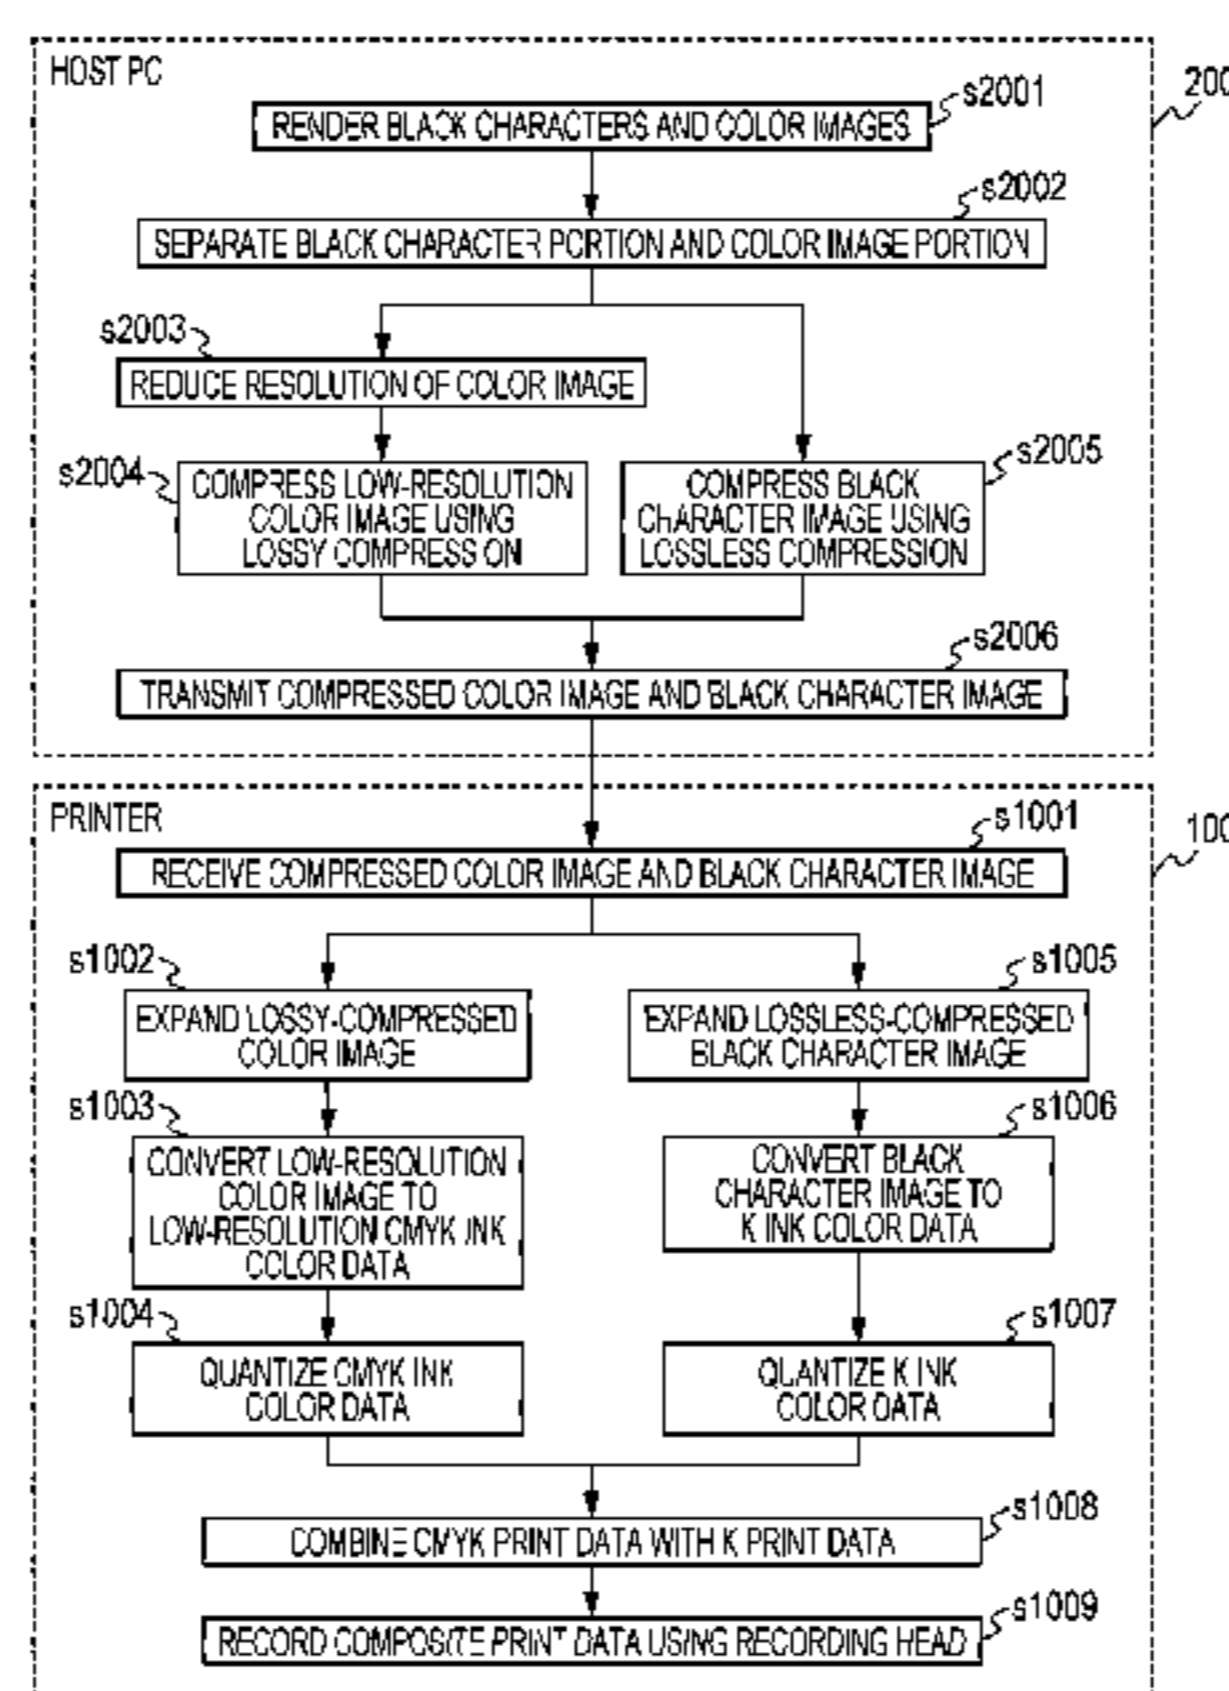 HOST PC
200
s2001
RENDER BLACK CHARACTERS AND COLOR IMAGES
s2002
SEPARATE BLACK CHARACTER PORTION AND COLOR IMAGE PORTION
s2003
REDUCE RESOLUTION OF COLOR IMAGE
s2004
COMPRESS LOW-RESOLUTION
COLOR IMAGE USING
LOSSY COMPRESS ON
s2005
COMPRESS BLACK
CHARACTER IMAGE USING
LOSSLESS COMPRESSION
s2006
TRANSMIT COMPRESSED COLOR IMAGE AND BLACK CHARACTER IMAGE
PRINTER
100
s1001
RECEIVE COMPRESSED COLOR IMAGE AND BLACK CHARACTER IMAGE
s1002
EXPAND LOSSY-COMPRESSED
COLOR IMAGE
s1005
EXPAND LOSSLESS-COMPRESSED
BLACK CHARACTER IMAGE
s1003
CONVERT LOW-RESOLUTION
COLOR IMAGE TO
LOW-RESOLUTION CMYK INK
COLOR DATA
s1006
CONVERT BLACK
CHARACTER IMAGE TO
K INK COLOR DATA
s1004
QUANTIZE CMYK INK
COLOR DATA
s1007
QUANTIZE K INK
COLOR DATA
s1008
COMBINE CMYK PRINT DATA WITH K PRINT DATA
s1009
RECORD COMPOSITE PRINT DATA USING RECORDING HEAD